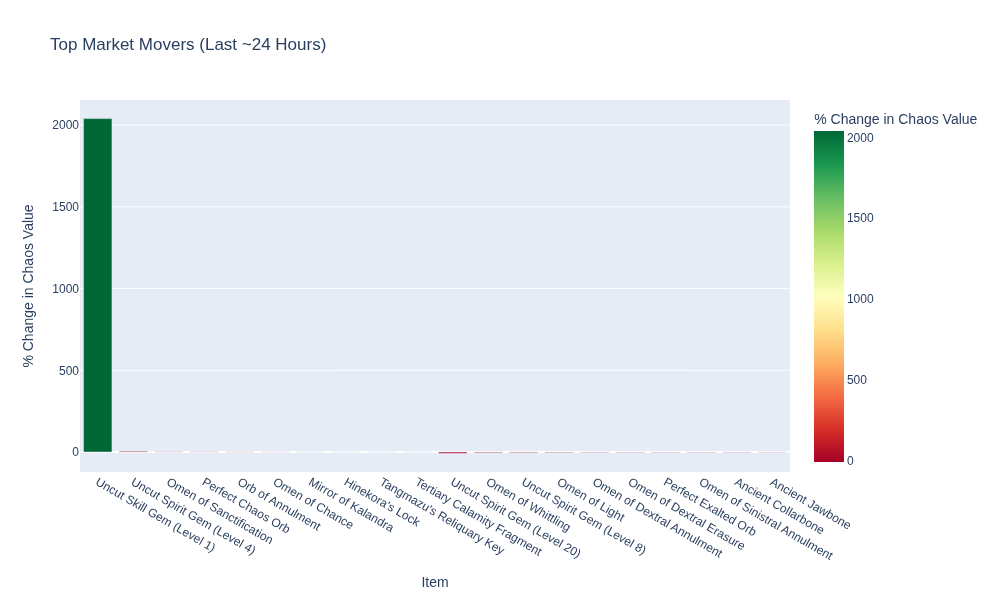 Top Market Movers (Last ~24 Hours)
% Change in Chaos Value
2000
1500
1000
500
0
% Change in Chaos Value
2000
1500
1000
500
0
Uncut Skill Gem (Level 1)
Uncut Spirit Gem (Level 4)
Omen of Sanctification
Perfect Chaos Orb
Orb of Annulment
Omen of Chance
Mirror of Kalandra
Hinekora's Lock
Tangmazu's Reliquary Key
Tertiary Calamity Fragment
Uncut Spirit Gem (Level 20)
Omen of Whittling
Uncut Spirit Gem (Level 8)
Omen of Light
Omen of Dextral Annulment
Omen of Dextral Erasure
Perfect Exalted Orb
Omen of Sinistral Annulment
Ancient Collarbone
Ancient Jawbone
Item